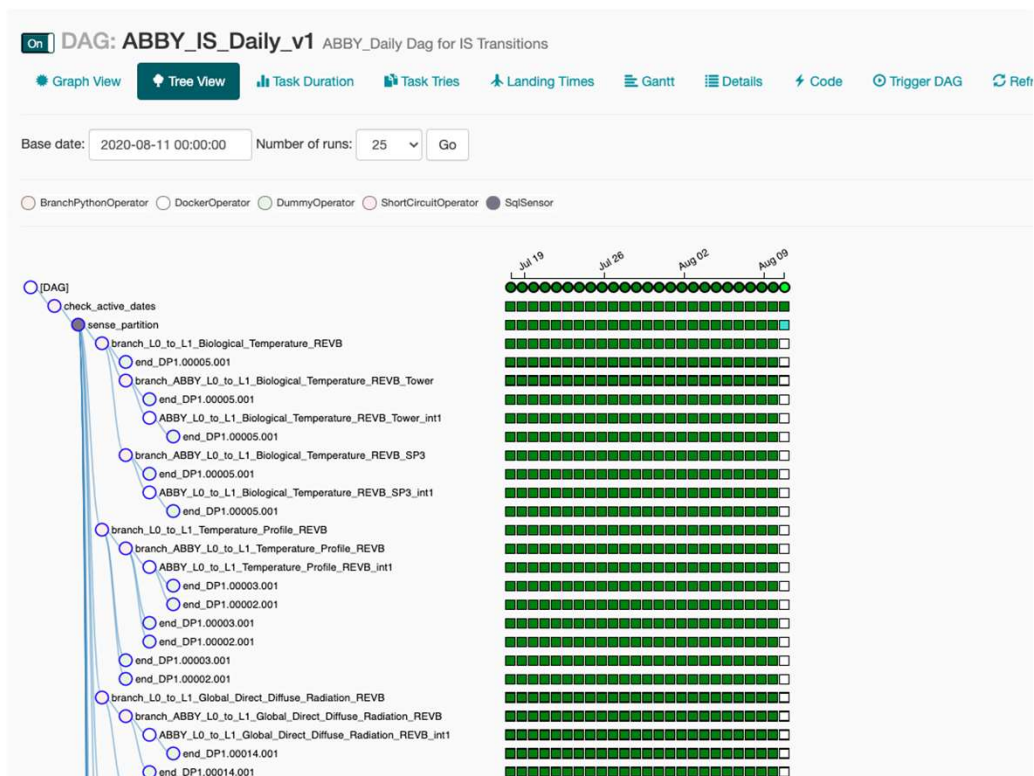 On DAG: ABBY_IS_Daily_v1 ABBY_Daily Dag for IS Transitions
Graph View Tree View Task Duration Task Tries Landing Times Gantt Details Code Trigger DAG Refr
Base date: 2020-08-11 00:00:00 Number of runs: 25 Go
BranchPythonOperator DockerOperator DummyOperator ShortCircuitOperator SqlSensor
Jul 19 Jul 26 Aug 02 Aug 09
[DAG]
check_active_dates
sense_partition
branch_L0_to_L1_Biological_Temperature_REVB
end_DP1.00005.001
branch_ABBY_L0_to_L1_Biological_Temperature_REVB_Tower
end_DP1.00005.001
ABBY_L0_to_L1_Biological_Temperature_REVB_Tower_int1
end_DP1.00005.001
branch_ABBY_L0_to_L1_Biological_Temperature_REVB_SP3
end_DP1.00005.001
ABBY_L0_to_L1_Biological_Temperature_REVB_SP3_int1
end_DP1.00005.001
branch_L0_to_L1_Temperature_Profile_REVB
branch_ABBY_L0_to_L1_Temperature_Profile_REVB
ABBY_L0_to_L1_Temperature_Profile_REVB_int1
end_DP1.00003.001
end_DP1.00002.001
end_DP1.00003.001
end_DP1.00002.001
end_DP1.00003.001
end_DP1.00002.001
branch_L0_to_L1_Global_Direct_Diffuse_Radiation_REVB
branch_ABBY_L0_to_L1_Global_Direct_Diffuse_Radiation_REVB
ABBY_L0_to_L1_Global_Direct_Diffuse_Radiation_REVB_int1
end_DP1.00014.001
end_DP1.00014.001